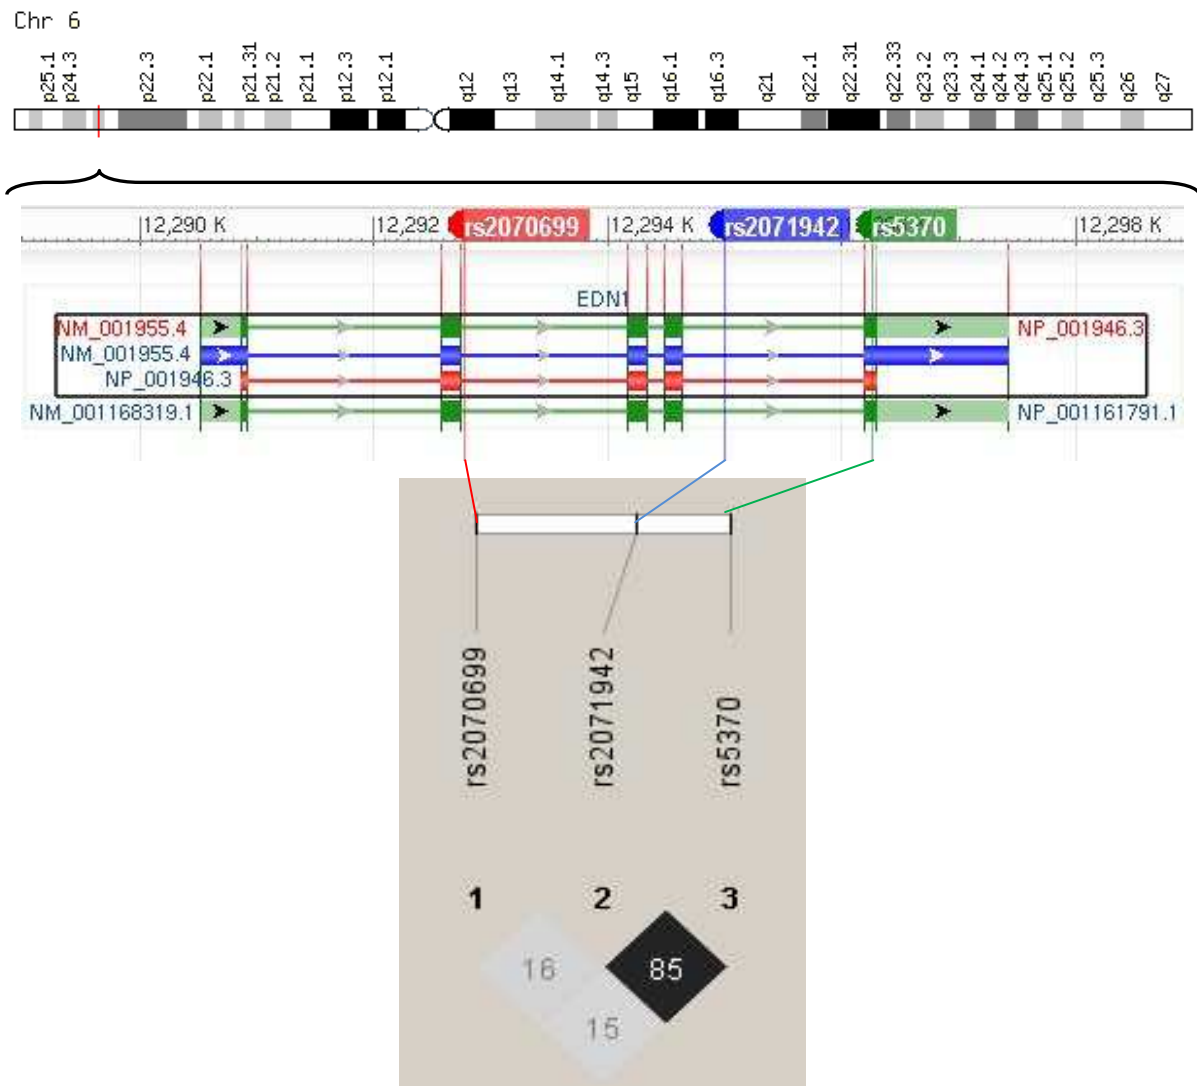 Chr 6
p25.1 p24.3 p22.3 p22.1 p21.31 p21.2 p21.1 p12.3 p12.1 q12 q13 q14.1 q14.3 q15 q16.1 q16.3 q21 q22.1 q22.31 q22.33 q23.2 q23.3 q24.1 q24.2 q24.3 q25.1 q25.2 q25.3 q26 q27
12,290 K 12,292 rs2070699 12,294 K rs2071942 rs5370 12,298 K
EDN1
NM_001955.4 NP_001946.3
NM_001955.4
NP_001946.3
NM_001168319.1 NP_001161791.1
rs2070699 rs2071942 rs5370
1 2 3
16 85
15